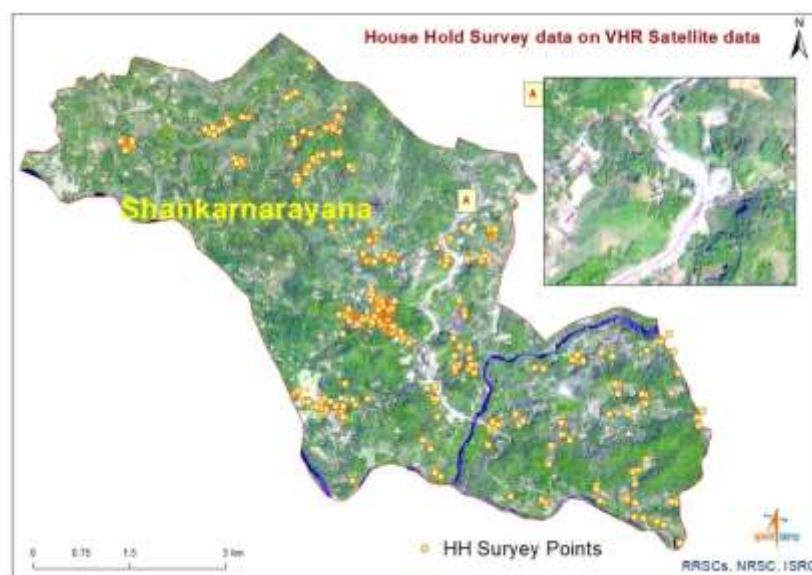 House Hold Survey data on VHR Satellite data
N
A
Shankarnarayana
A
HH Survey Points
0 0.75 1.5 3 km
RRSCs, NRSC, ISRO